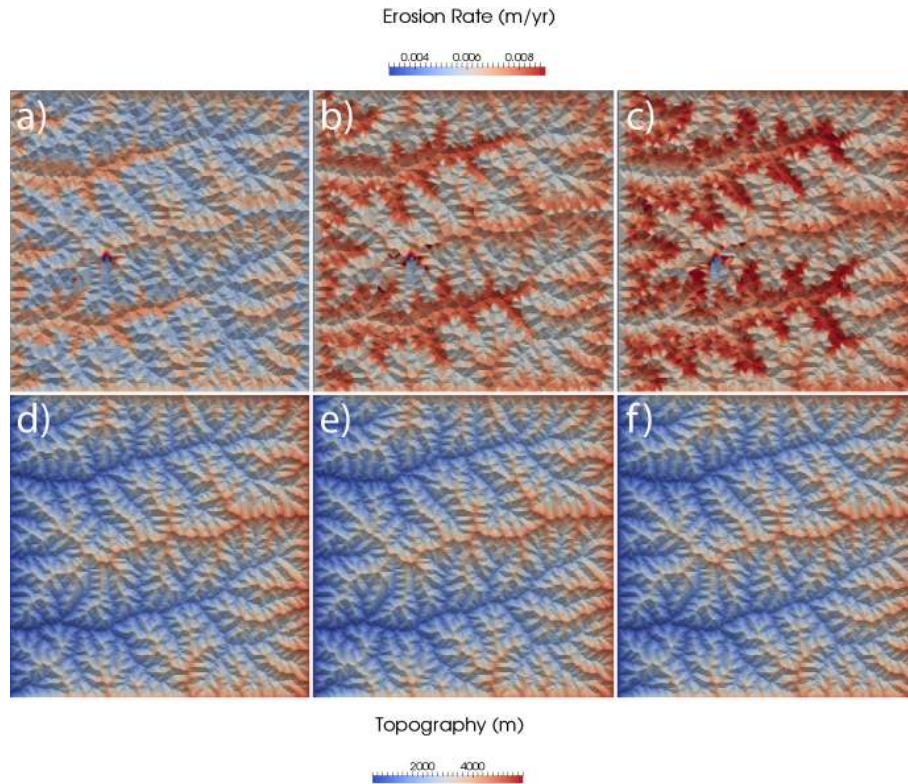 Erosion Rate (m/yr)
0.004 0.006 0.008
a) b) c)
d) e) f)
Topography (m)
2000 4000